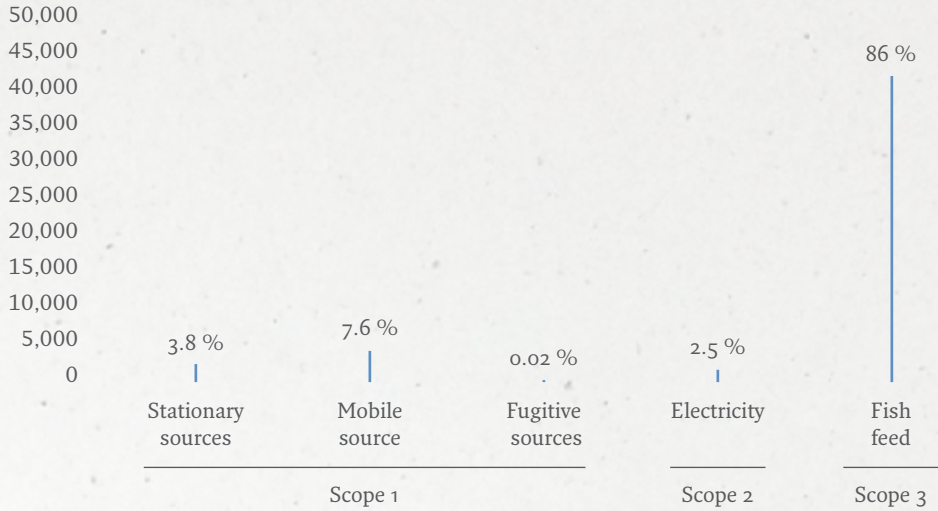 50,000
45,000
40,000
35,000
30,000
25,000
20,000
15,000
10,000
5,000
0
3.8 %
7.6 %
0.02 %
2.5 %
86 %
Stationary
sources
Mobile
source
Fugitive
sources
Electricity
Fish
feed
Scope 1
Scope 2
Scope 3